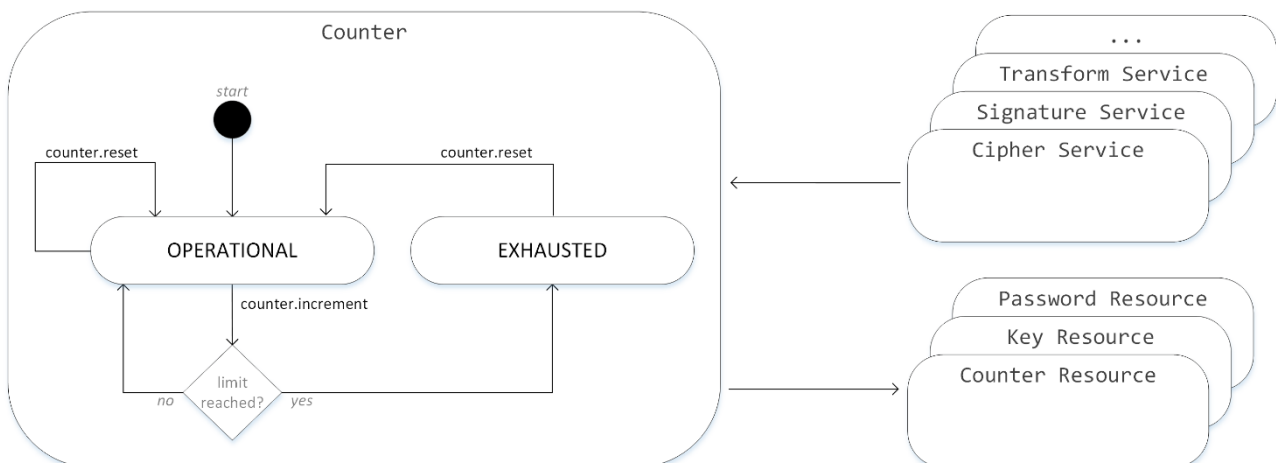 Counter
start
counter.reset
counter.reset
OPERATIONAL
EXHAUSTED
counter.increment
limit
reached?
no
yes
...
Transform Service
Signature Service
Cipher Service
Password Resource
Key Resource
Counter Resource